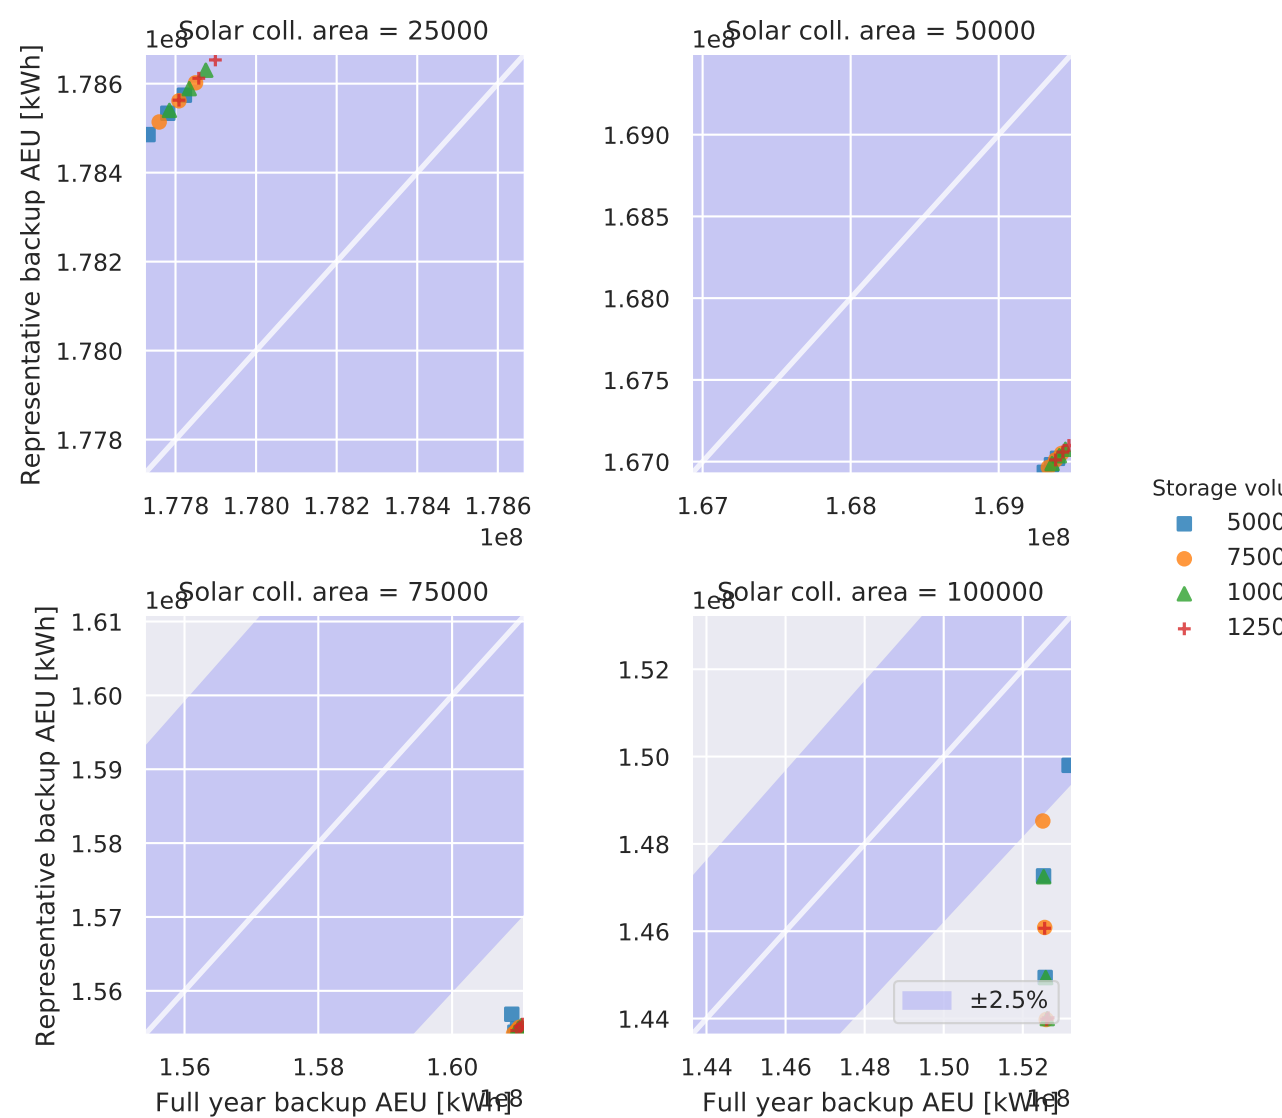 1e8
Solar coll. area = 25000
Representative backup AEU [kWh]
1.786
1.784
1.782
1.780
1.778
1.778 1.780 1.782 1.784 1.786
1e8
1e8
Solar coll. area = 50000
1.690
1.685
1.680
1.675
1.670
1.67 1.68 1.69
1e8
Storage volu
5000
7500
1000
1250
1e8
Solar coll. area = 75000
Representative backup AEU [kWh]
1.61
1.60
1.59
1.58
1.57
1.56
1.56 1.58 1.60
1e8
Full year backup AEU [kWh]
1e8
Solar coll. area = 100000
1.52
1.50
1.48
1.46
1.44
±2.5%
1.44 1.46 1.48 1.50 1.52
1e8
Full year backup AEU [kWh]